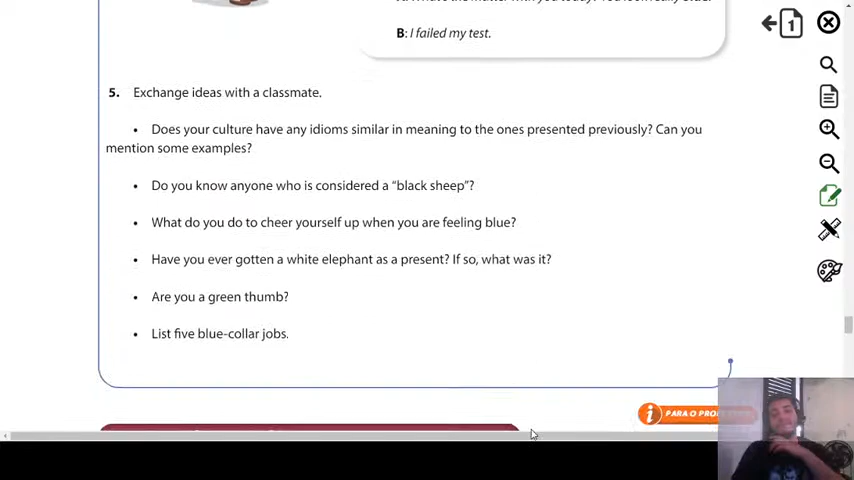 B: I failed my test.
1
5. Exchange ideas with a classmate.
• Does your culture have any idioms similar in meaning to the ones presented previously? Can you
mention some examples?
• Do you know anyone who is considered a “black sheep”?
• What do you do to cheer yourself up when you are feeling blue?
• Have you ever gotten a white elephant as a present? If so, what was it?
• Are you a green thumb?
• List five blue-collar jobs.
i PARA O